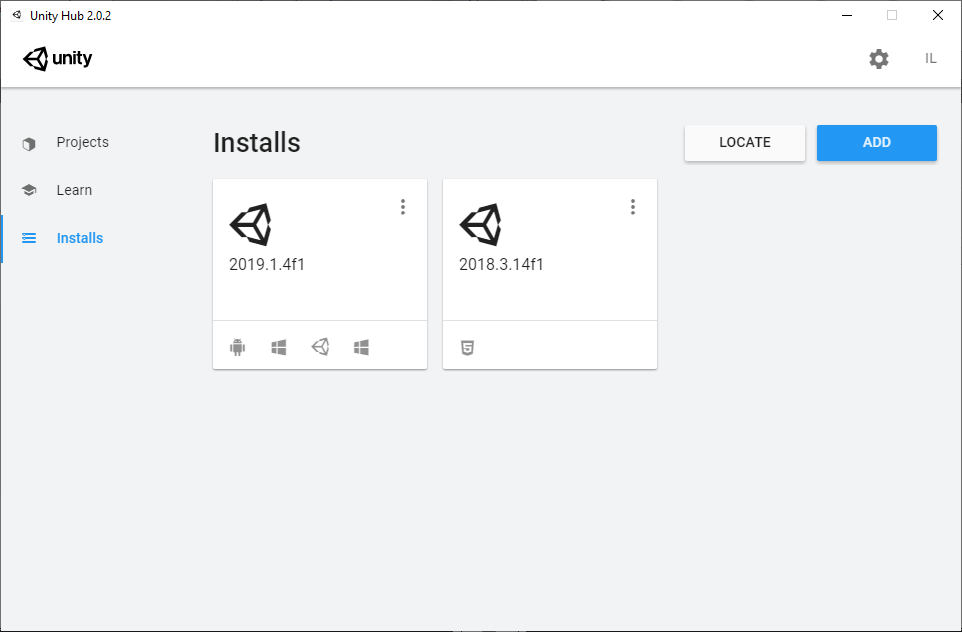 Unity Hub 2.0.2
unity
IL
Projects
Learn
Installs
Installs
LOCATE
ADD
2019.1.4f1
2018.3.14f1